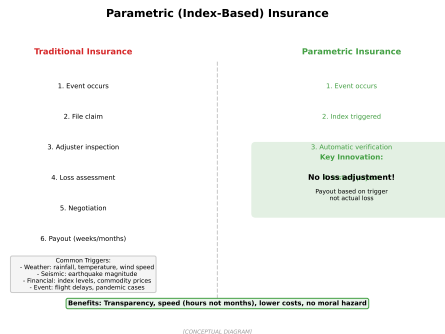 Parametric (Index-Based) Insurance
Traditional Insurance
1. Event occurs
2. File claim
3. Adjuster inspection
4. Loss assessment
5. Negotiation
6. Payout (weeks/months)
Common Triggers:
- Weather: rainfall, temperature, wind speed
- Seismic: earthquake magnitude
- Financial: index levels, commodity prices
- Event: flight delays, pandemic cases
Parametric Insurance
1. Event occurs
2. Index triggered
3. Automatic verification
Key Innovation:
No loss adjustment!
Payout based on trigger
not actual loss
Benefits: Transparency, speed (hours not months), lower costs, no moral hazard
[CONCEPTUAL DIAGRAM]